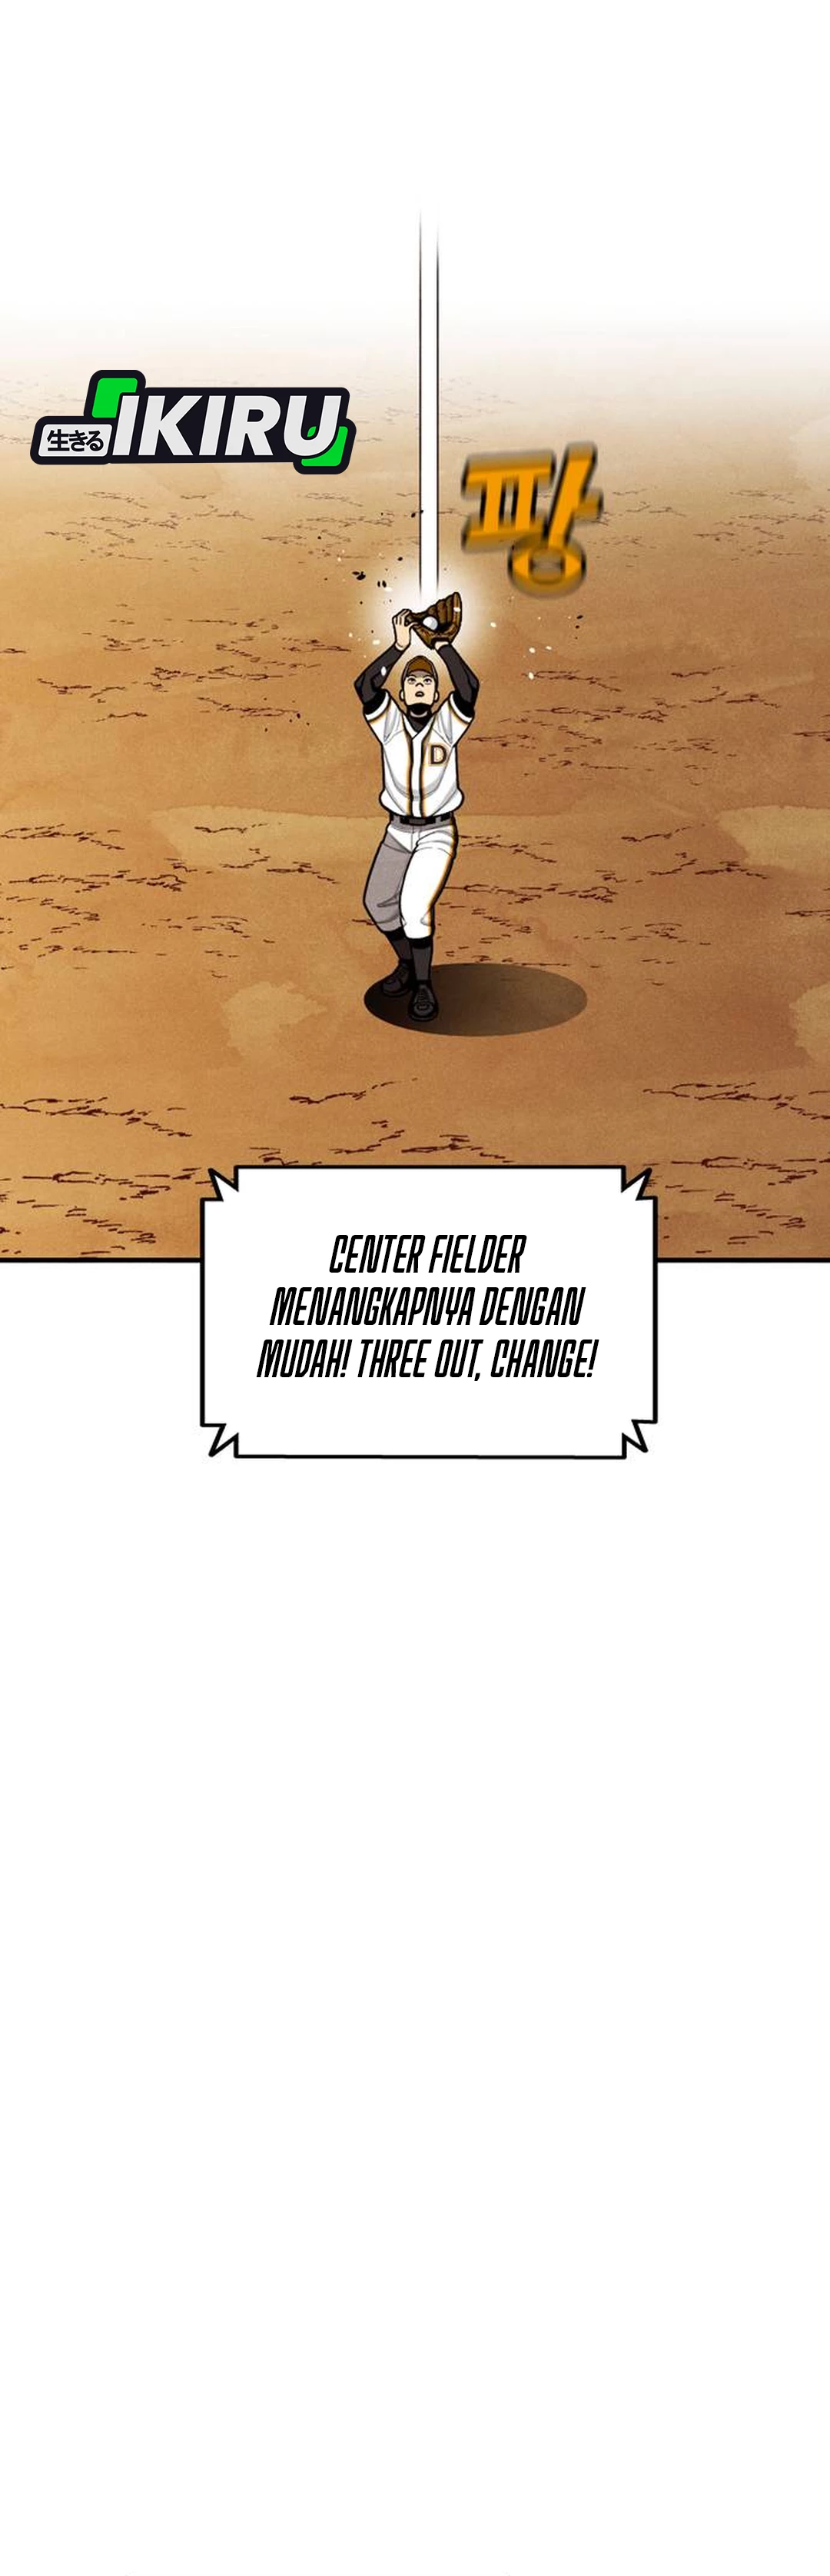 生きる IKIRU
팡
CENTER FIELDER
MENANGKAPNYA DENGAN
MUDAH! THREE OUT, CHANGE!